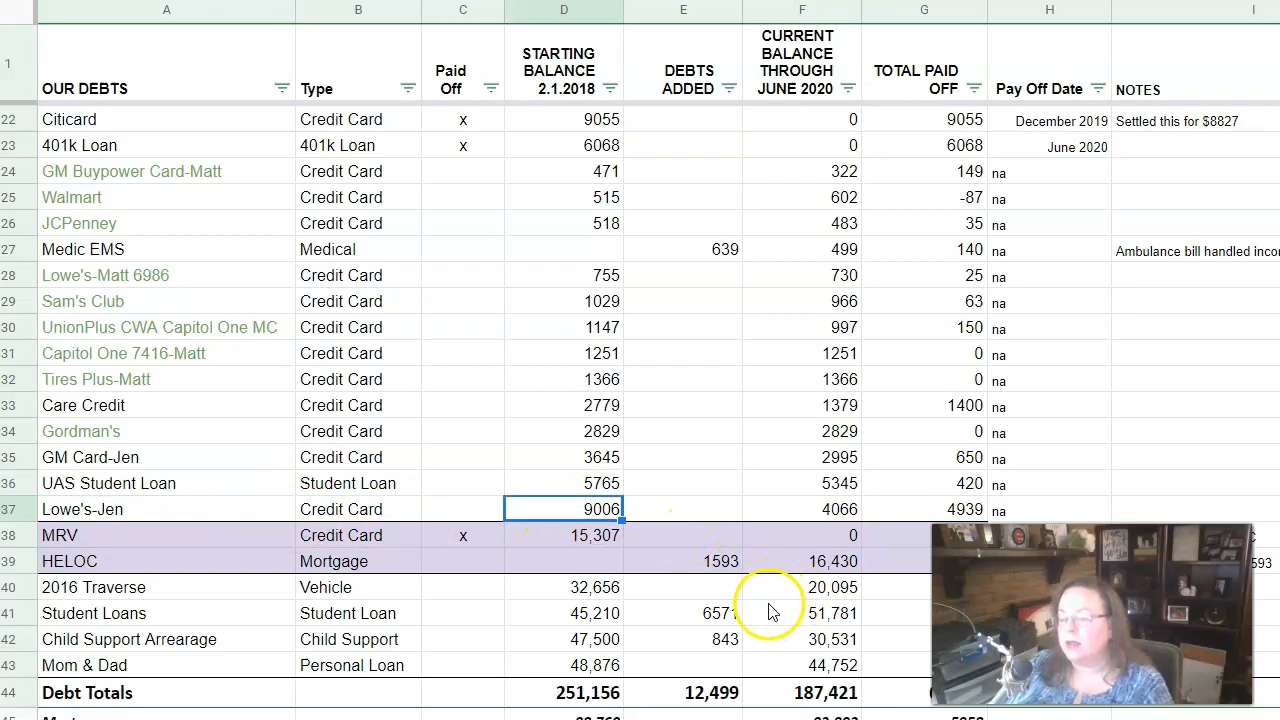 A B C D E F G H I
1 OUR DEBTS Type Paid Off STARTING BALANCE 2.1.2018 DEBTS ADDED CURRENT BALANCE THROUGH JUNE 2020 TOTAL PAID OFF Pay Off Date NOTES
22 Citicard Credit Card x 9055 0 9055 December 2019 Settled this for $8827
23 401k Loan 401k Loan x 6068 0 6068 June 2020
24 GM Buypower Card-Matt Credit Card 471 322 149 na
25 Walmart Credit Card 515 602 -87 na
26 JCPenney Credit Card 518 483 35 na
27 Medic EMS Medical 639 499 140 na Ambulance bill handled incor
28 Lowe's-Matt 6986 Credit Card 755 730 25 na
29 Sam's Club Credit Card 1029 966 63 na
30 UnionPlus CWA Capitol One MC Credit Card 1147 997 150 na
31 Capitol One 7416-Matt Credit Card 1251 1251 0 na
32 Tires Plus-Matt Credit Card 1366 1366 0 na
33 Care Credit Credit Card 2779 1379 1400 na
34 Gordman's Credit Card 2829 2829 0 na
35 GM Card-Jen Credit Card 3645 2995 650 na
36 UAS Student Loan Student Loan 5765 5345 420 na
37 Lowe's-Jen Credit Card 9006 4066 4939 na
38 MRV Credit Card x 15,307 0
39 HELOC Mortgage 1593 16,430 593
40 2016 Traverse Vehicle 32,656 20,095
41 Student Loans Student Loan 45,210 6571 51,781
42 Child Support Arrearage Child Support 47,500 843 30,531
43 Mom & Dad Personal Loan 48,876 44,752
44 Debt Totals 251,156 12,499 187,421